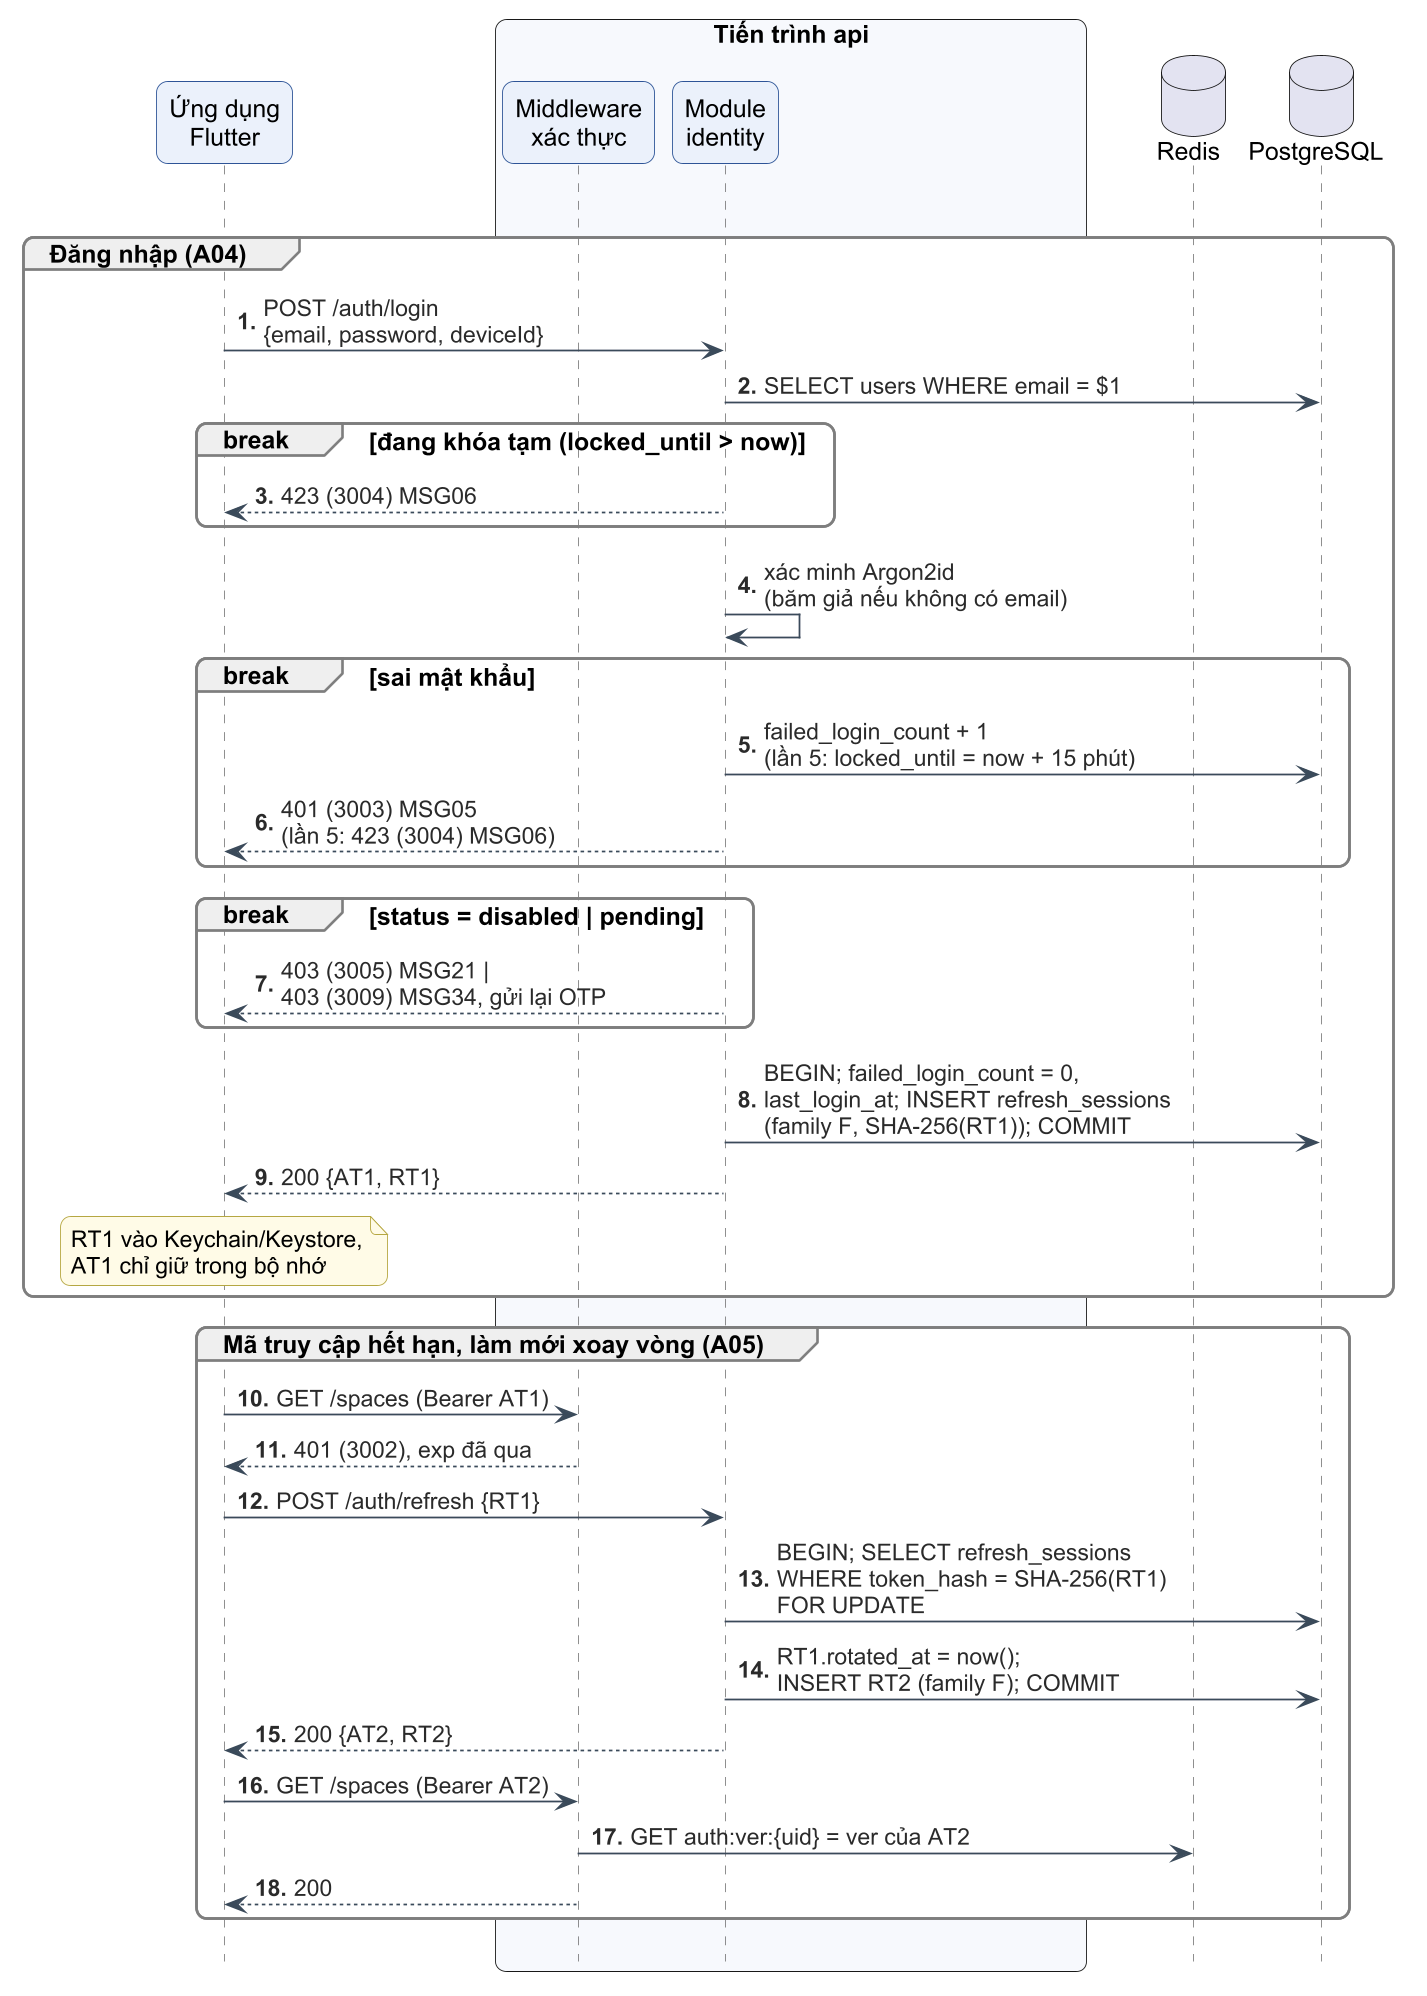 Tiến trình api
Ứng dụng
Flutter
Middleware
xác thực
Module
identity
Redis
PostgreSQL
Đăng nhập (A04)
1. POST /auth/login
{email, password, deviceId}
2. SELECT users WHERE email = $1
break [đang khóa tạm (locked_until > now)]
3. 423 (3004) MSG06
4. xác minh Argon2id
(băm giả nếu không có email)
break [sai mật khẩu]
5. failed_login_count + 1
(lần 5: locked_until = now + 15 phút)
6. 401 (3003) MSG05
(lần 5: 423 (3004) MSG06)
break [status = disabled | pending]
7. 403 (3005) MSG21 |
403 (3009) MSG34, gửi lại OTP
8. BEGIN; failed_login_count = 0,
last_login_at; INSERT refresh_sessions
(family F, SHA-256(RT1)); COMMIT
9. 200 {AT1, RT1}
RT1 vào Keychain/Keystore,
AT1 chỉ giữ trong bộ nhớ
Mã truy cập hết hạn, làm mới xoay vòng (A05)
10. GET /spaces (Bearer AT1)
11. 401 (3002), exp đã qua
12. POST /auth/refresh {RT1}
13. BEGIN; SELECT refresh_sessions
WHERE token_hash = SHA-256(RT1)
FOR UPDATE
14. RT1.rotated_at = now();
INSERT RT2 (family F); COMMIT
15. 200 {AT2, RT2}
16. GET /spaces (Bearer AT2)
17. GET auth:ver:{uid} = ver của AT2
18. 200